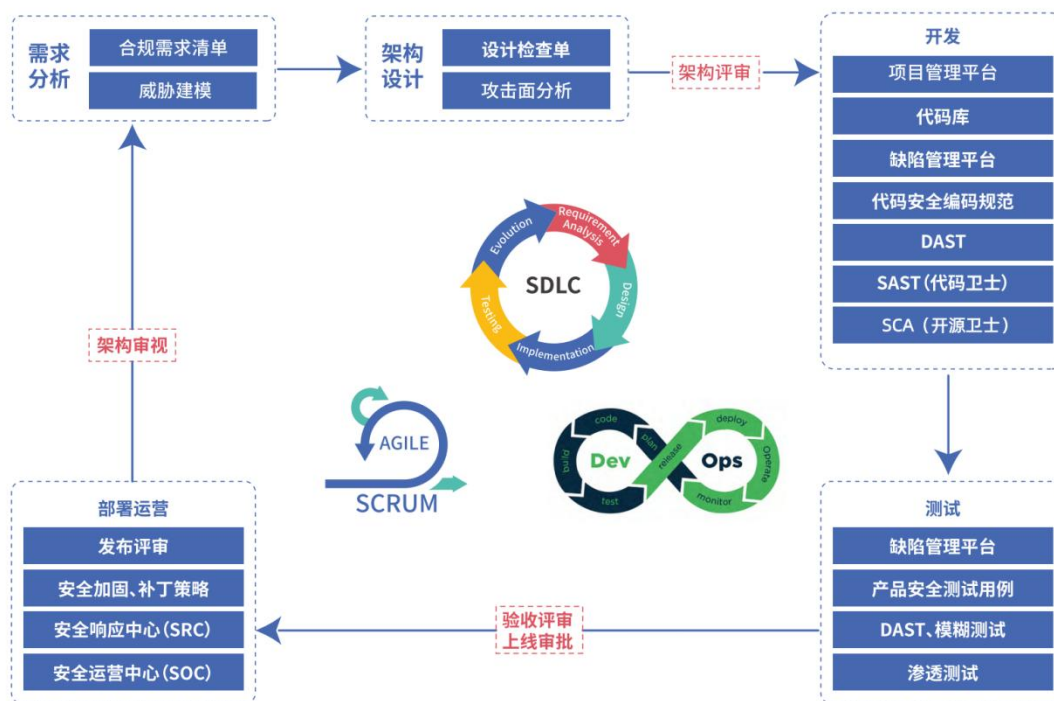 需求
分析
合规需求清单
威胁建模
架构
设计
设计检查单
攻击面分析
架构评审
开发
项目管理平台
代码库
缺陷管理平台
代码安全编码规范
DAST
SAST(代码卫士)
SCA（开源卫士）
Requirement
Analysis
Design
Implementation
Testing
Evolution
SDLC
架构审视
AGILE
SCRUM
Dev
Ops
code
plan
build
test
release
deploy
Operate
monitor
部署运营
发布评审
安全加固、补丁策略
安全响应中心(SRC)
安全运营中心(SOC)
验收评审
上线审批
测试
缺陷管理平台
产品安全测试用例
DAST、模糊测试
渗透测试